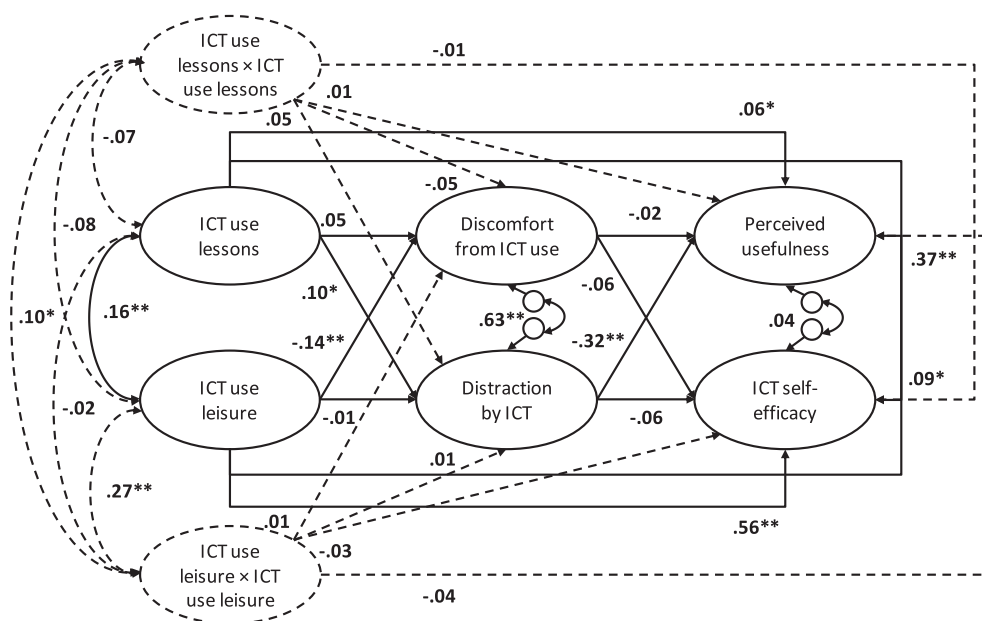 ICT use
lessons × ICT
use lessons
-.01
.01
.05
.06*
-.07
-.05
ICT use
lessons
.05
Discomfort
from ICT use
-.02
Perceived
usefulness
-.08
.37**
.10*
-.06
.10*
.16**
.63**
.04
-.14**
-.32**
ICT use
leisure
Distraction
by ICT
ICT self-
efficacy
.09*
-.02
-.01
-.06
.01
.27**
.01
-.03
.56**
ICT use
leisure × ICT
use leisure
-.04